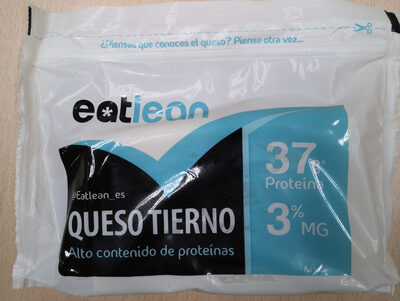 ¿Piensas que conoces el queso? Piensa otra vez...
eatlean
@Eatlean_es
QUESO TIERNO
Alto contenido de proteínas
37
Proteína
3% MG